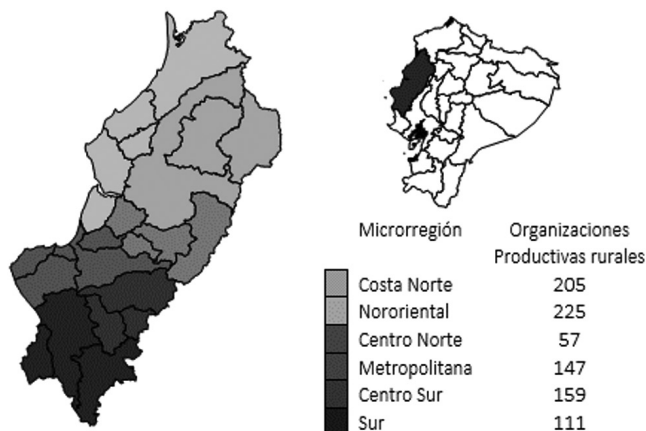 Microrregión Organizaciones
Productivas rurales
Costa Norte 205
Nororiental 225
Centro Norte 57
Metropolitana 147
Centro Sur 159
Sur 111